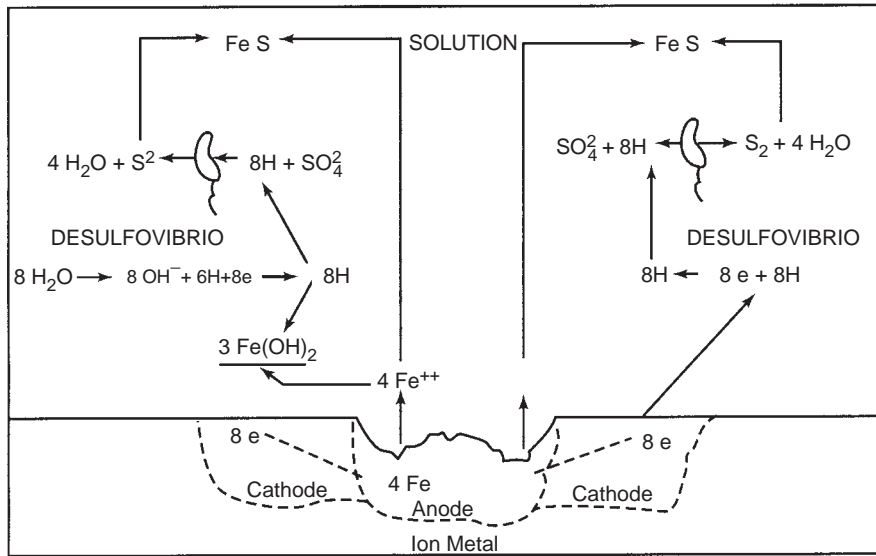 Fe S SOLUTION Fe S
4 H₂O + S² 8H + SO₄² SO₄² + 8H S₂ + 4 H₂O
DESULFOVIBRIO DESULFOVIBRIO
8 H₂O 8 OH⁻ + 6H+8e 8H 8H 8 e + 8H
3 Fe(OH)₂
4 Fe⁺⁺
8 e 8 e
4 Fe
Cathode Anode Cathode
Ion Metal